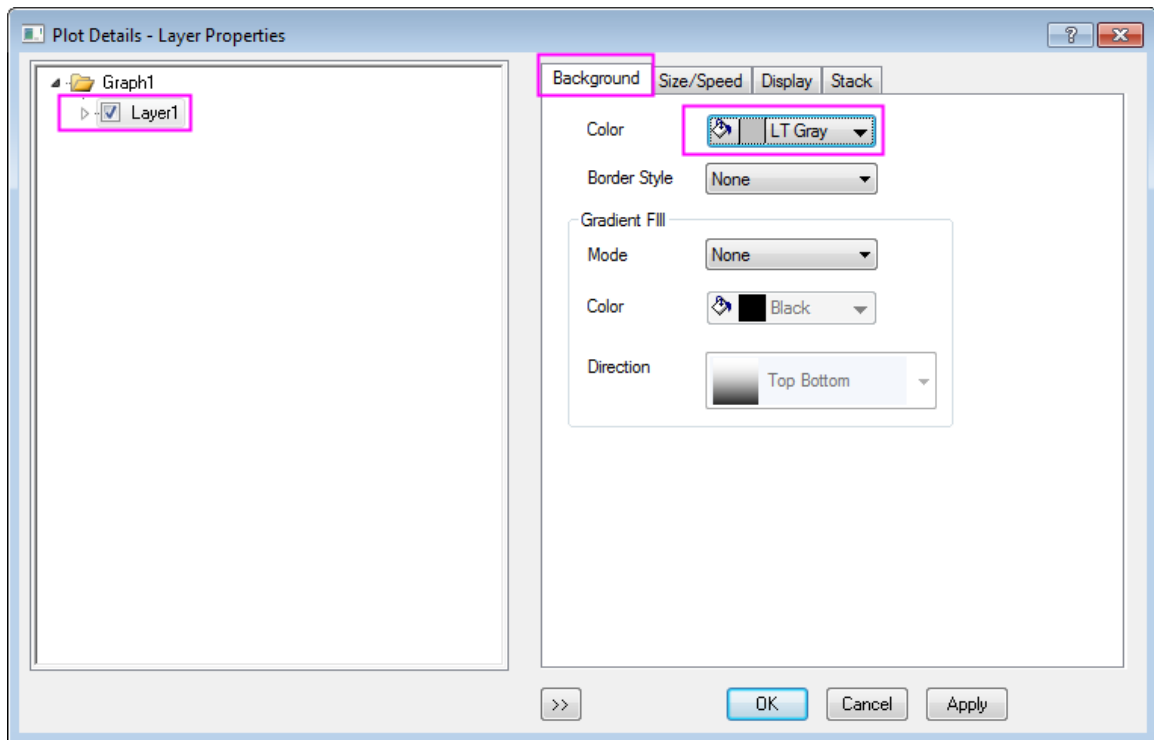 Plot Details - Layer Properties
?
Graph1
Layer1
Background Size/Speed Display Stack
Color LT Gray
Border Style None
Gradient FIll
Mode None
Color Black
Direction Top Bottom
>> OK Cancel Apply